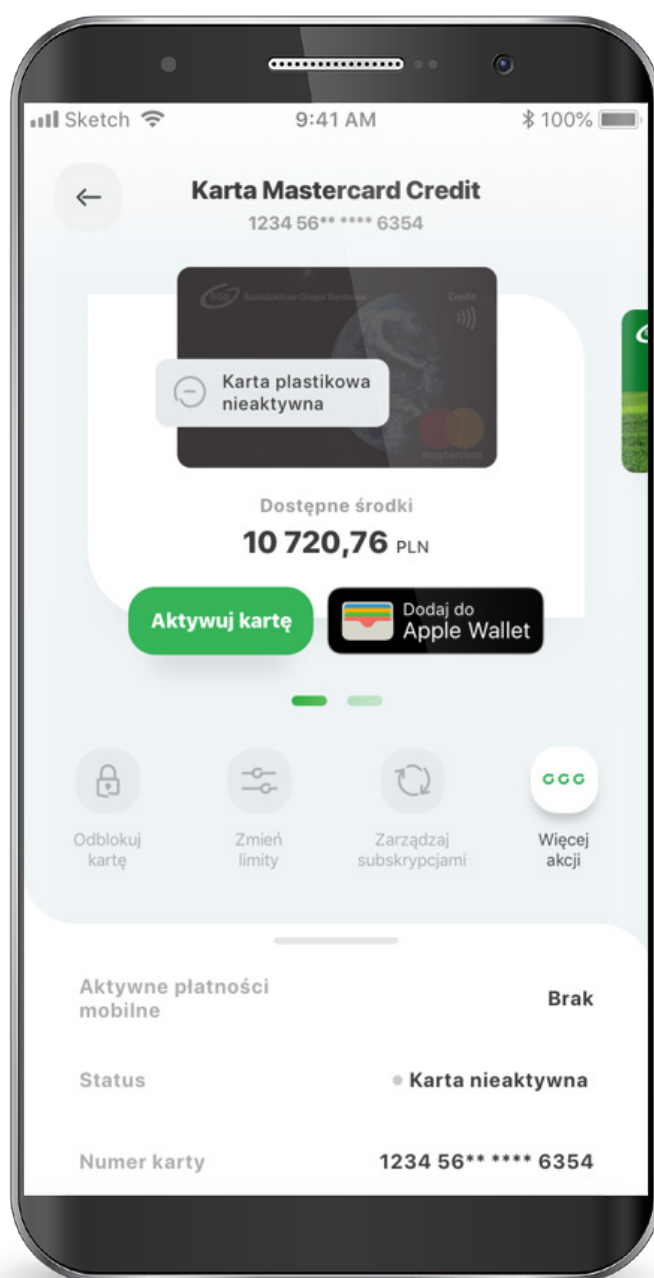 Sketch 9:41 AM 100%
Karta Mastercard Credit
1234 56** **** 6354
SGB Spółdzielcza Grupa Bankowa Credit
Karta plastikowa
nieaktywna
mastercard
Dostępne środki
10 720,76 PLN
Aktywuj kartę
Dodaj do
Apple Wallet
Odblokuj
kartę
Zmień
limity
Zarządzaj
subskrypcjami
Więcej
akcji
Aktywne płatności
mobilne
Brak
Status
Karta nieaktywna
Numer karty
1234 56** **** 6354